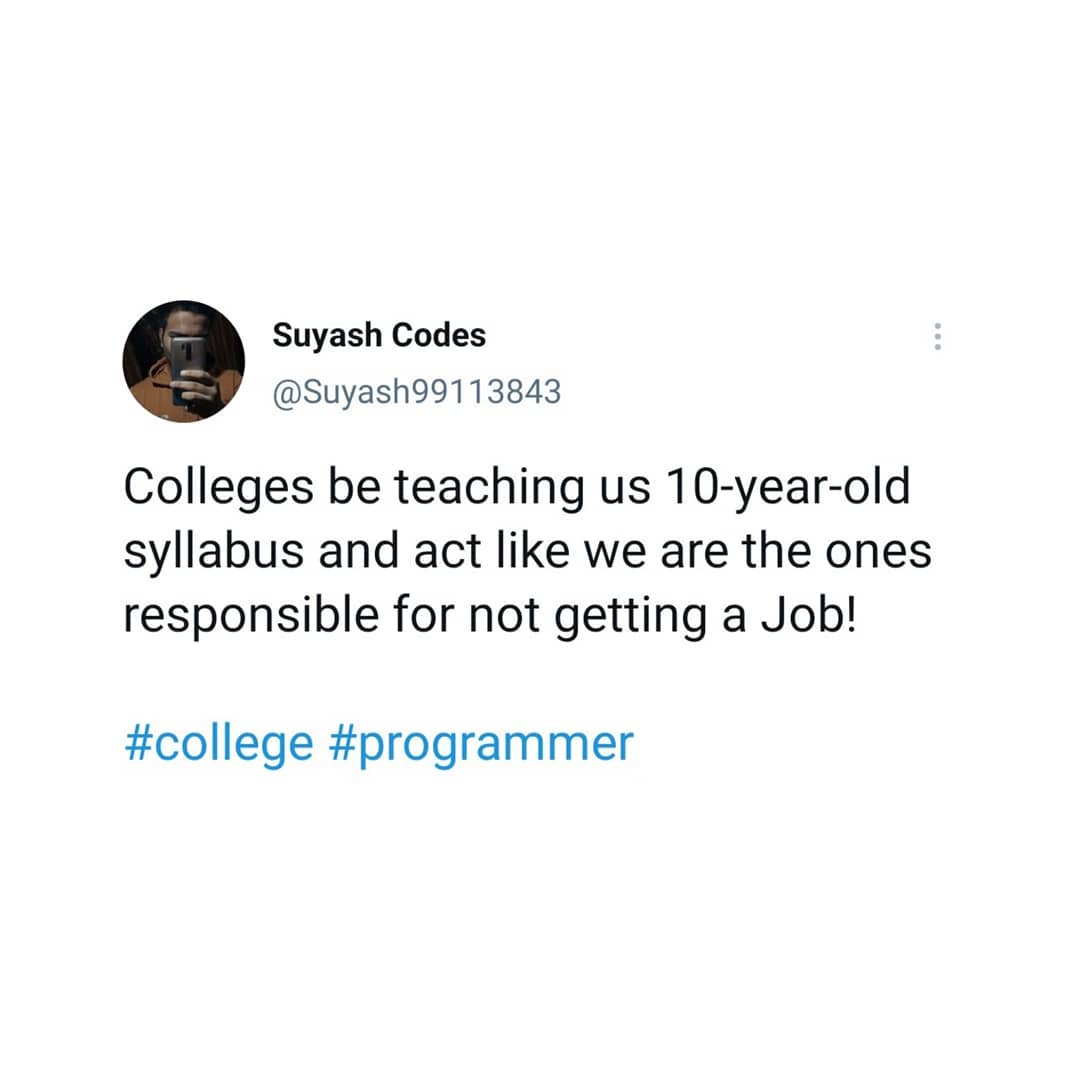 Suyash Codes
@Suyash99113843
Colleges be teaching us 10-year-old
syllabus and act like we are the ones
responsible for not getting a Job!
#college #programmer